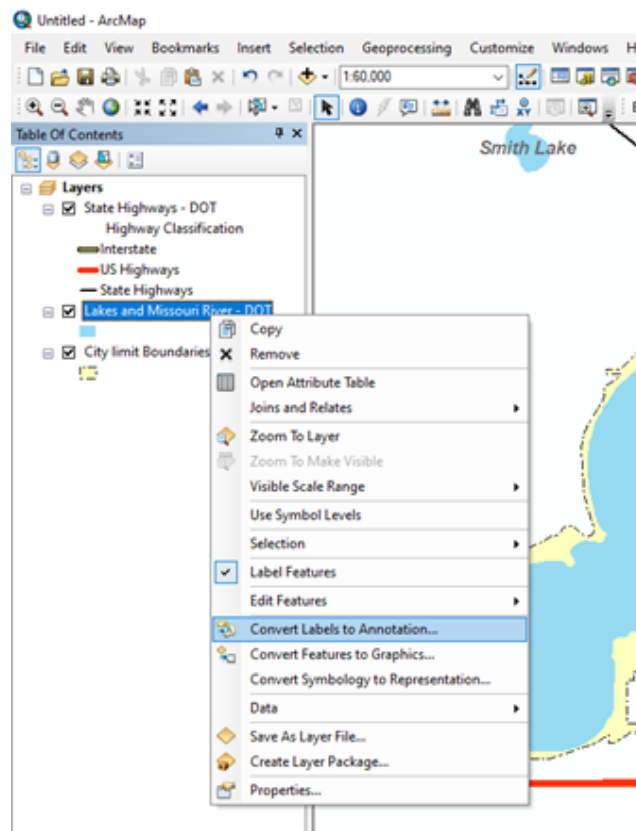 Untitled - ArcMap
File Edit View Bookmarks Insert Selection Geoprocessing Customize Windows H
1:60,000
Table Of Contents
Smith Lake
Layers
State Highways - DOT
Highway Classification
Interstate
US Highways
State Highways
Lakes and Missouri River - DOT
City limit Boundaries
Copy
Remove
Open Attribute Table
Joins and Relates
Zoom To Layer
Zoom To Make Visible
Visible Scale Range
Use Symbol Levels
Selection
Label Features
Edit Features
Convert Labels to Annotation...
Convert Features to Graphics...
Convert Symbology to Representation...
Data
Save As Layer File...
Create Layer Package...
Properties...